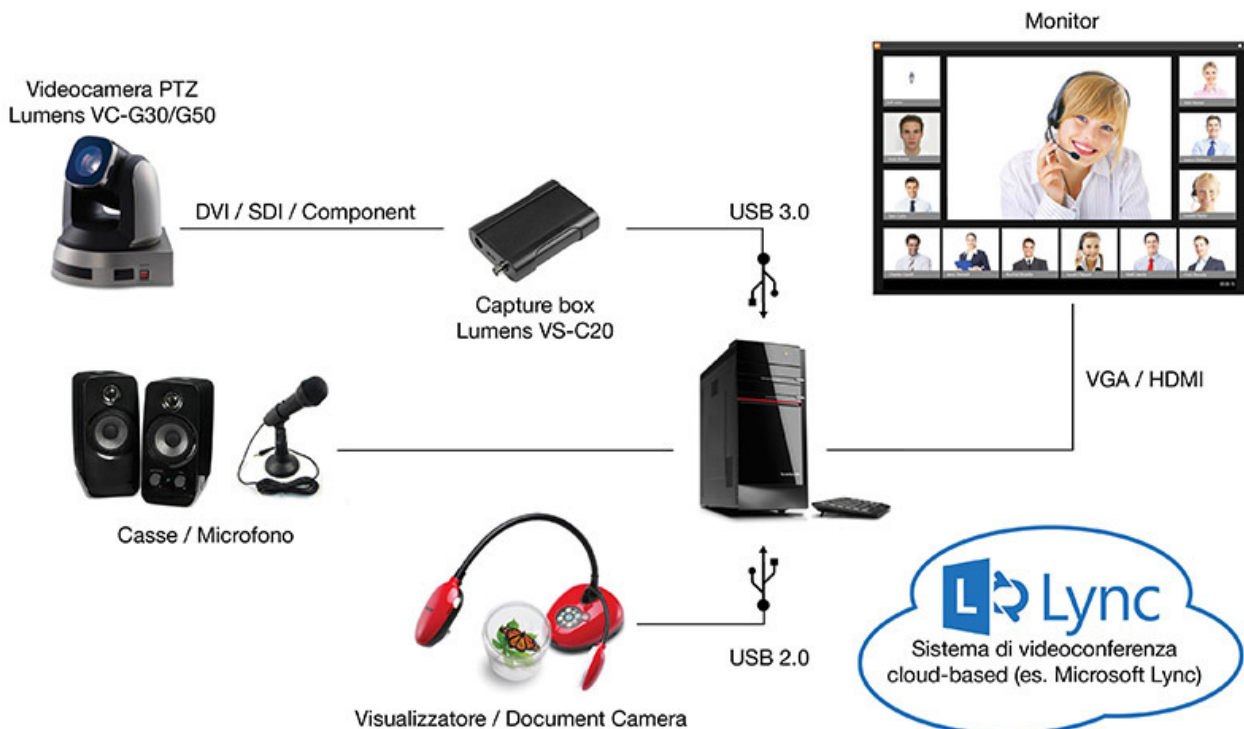 Monitor
Videocamera PTZ
Lumens VC-G30/G50
DVI / SDI / Component
USB 3.0
Capture box
Lumens VS-C20
VGA / HDMI
Casse / Microfono
USB 2.0
Visualizzatore / Document Camera
Lync
Sistema di videoconferenza
cloud-based (es. Microsoft Lync)